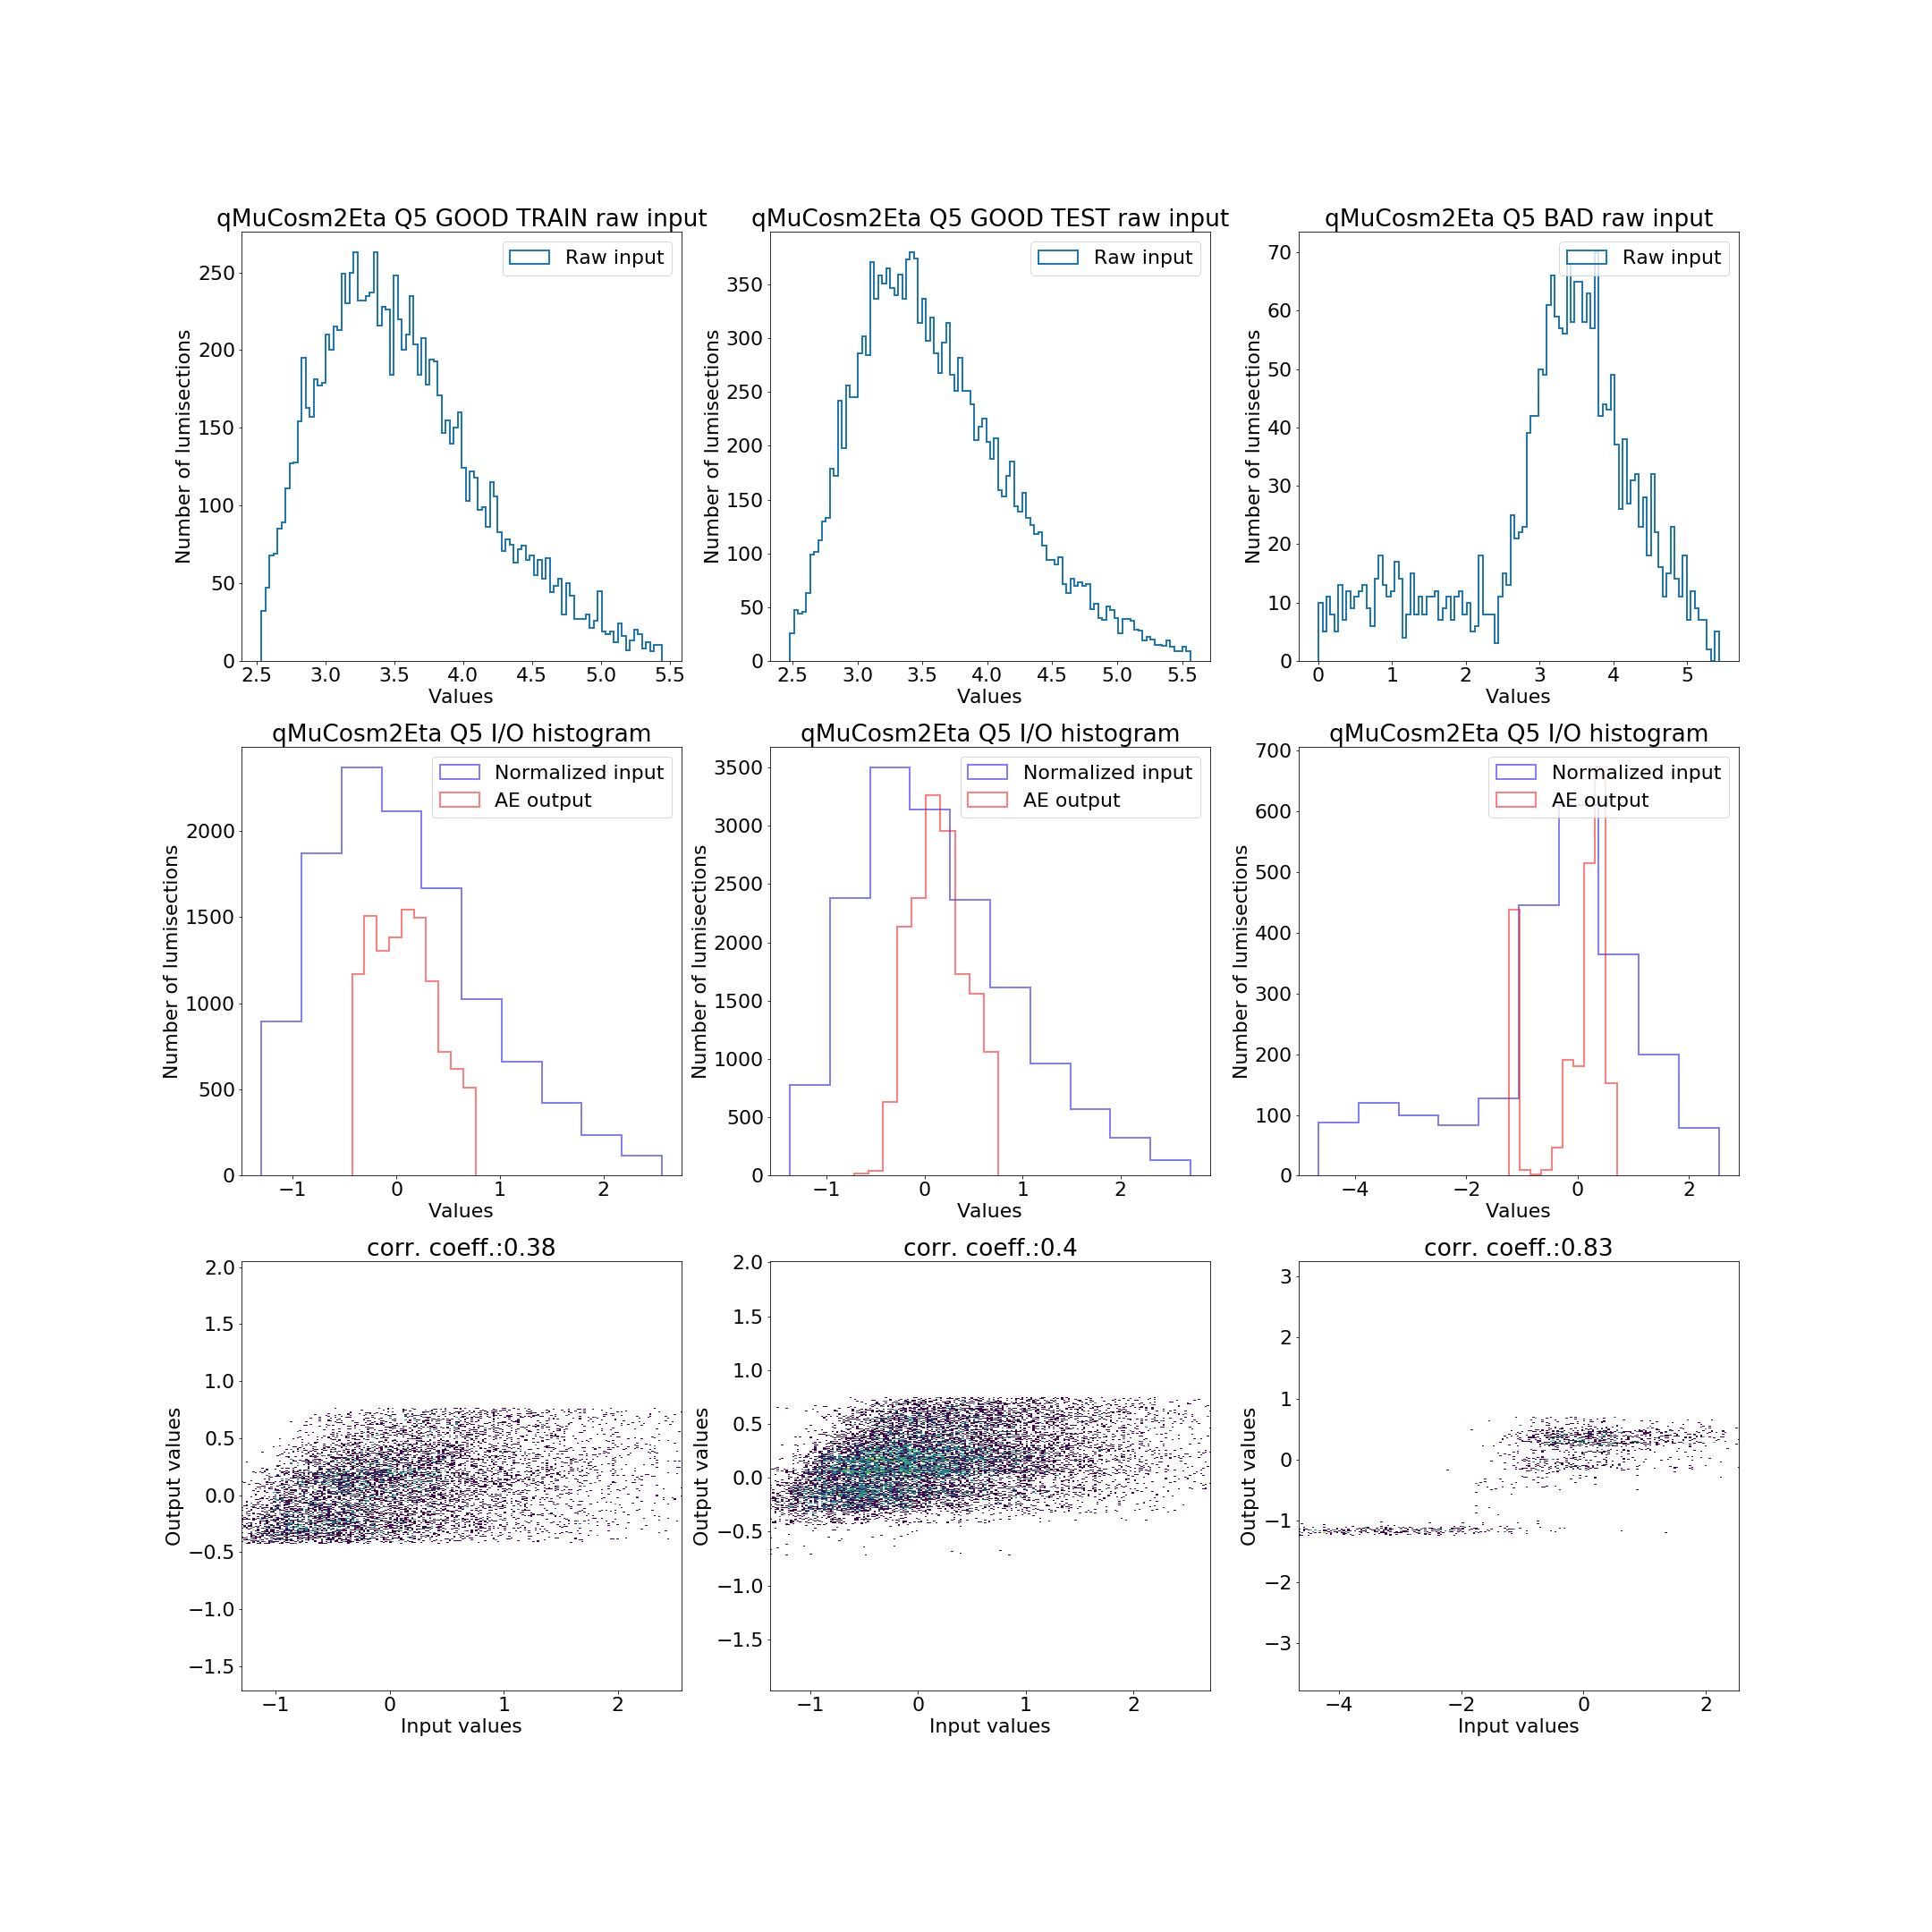 qMuCosm2Eta Q5 GOOD TRAIN raw input
Raw input
Number of lumisections
250
200
150
100
50
0
2.5 3.0 3.5 4.0 4.5 5.0 5.5
Values
qMuCosm2Eta Q5 GOOD TEST raw input
Raw input
Number of lumisections
350
300
250
200
150
100
50
0
2.5 3.0 3.5 4.0 4.5 5.0 5.5
Values
qMuCosm2Eta Q5 BAD raw input
Raw input
Number of lumisections
70
60
50
40
30
20
10
0
0 1 2 3 4 5
Values
qMuCosm2Eta Q5 I/O histogram
Normalized input
AE output
Number of lumisections
2000
1500
1000
500
0
−1 0 1 2
Values
qMuCosm2Eta Q5 I/O histogram
Normalized input
AE output
Number of lumisections
3500
3000
2500
2000
1500
1000
500
0
−1 0 1 2
Values
qMuCosm2Eta Q5 I/O histogram
Normalized input
AE output
Number of lumisections
700
600
500
400
300
200
100
0
−4 −2 0 2
Values
corr. coeff.:0.38
Output values
2.0
1.5
1.0
0.5
0.0
−0.5
−1.0
−1.5
−1 0 1 2
Input values
corr. coeff.:0.4
Output values
2.0
1.5
1.0
0.5
0.0
−0.5
−1.0
−1.5
−1 0 1 2
Input values
corr. coeff.:0.83
Output values
3
2
1
0
−1
−2
−3
−4 −2 0 2
Input values